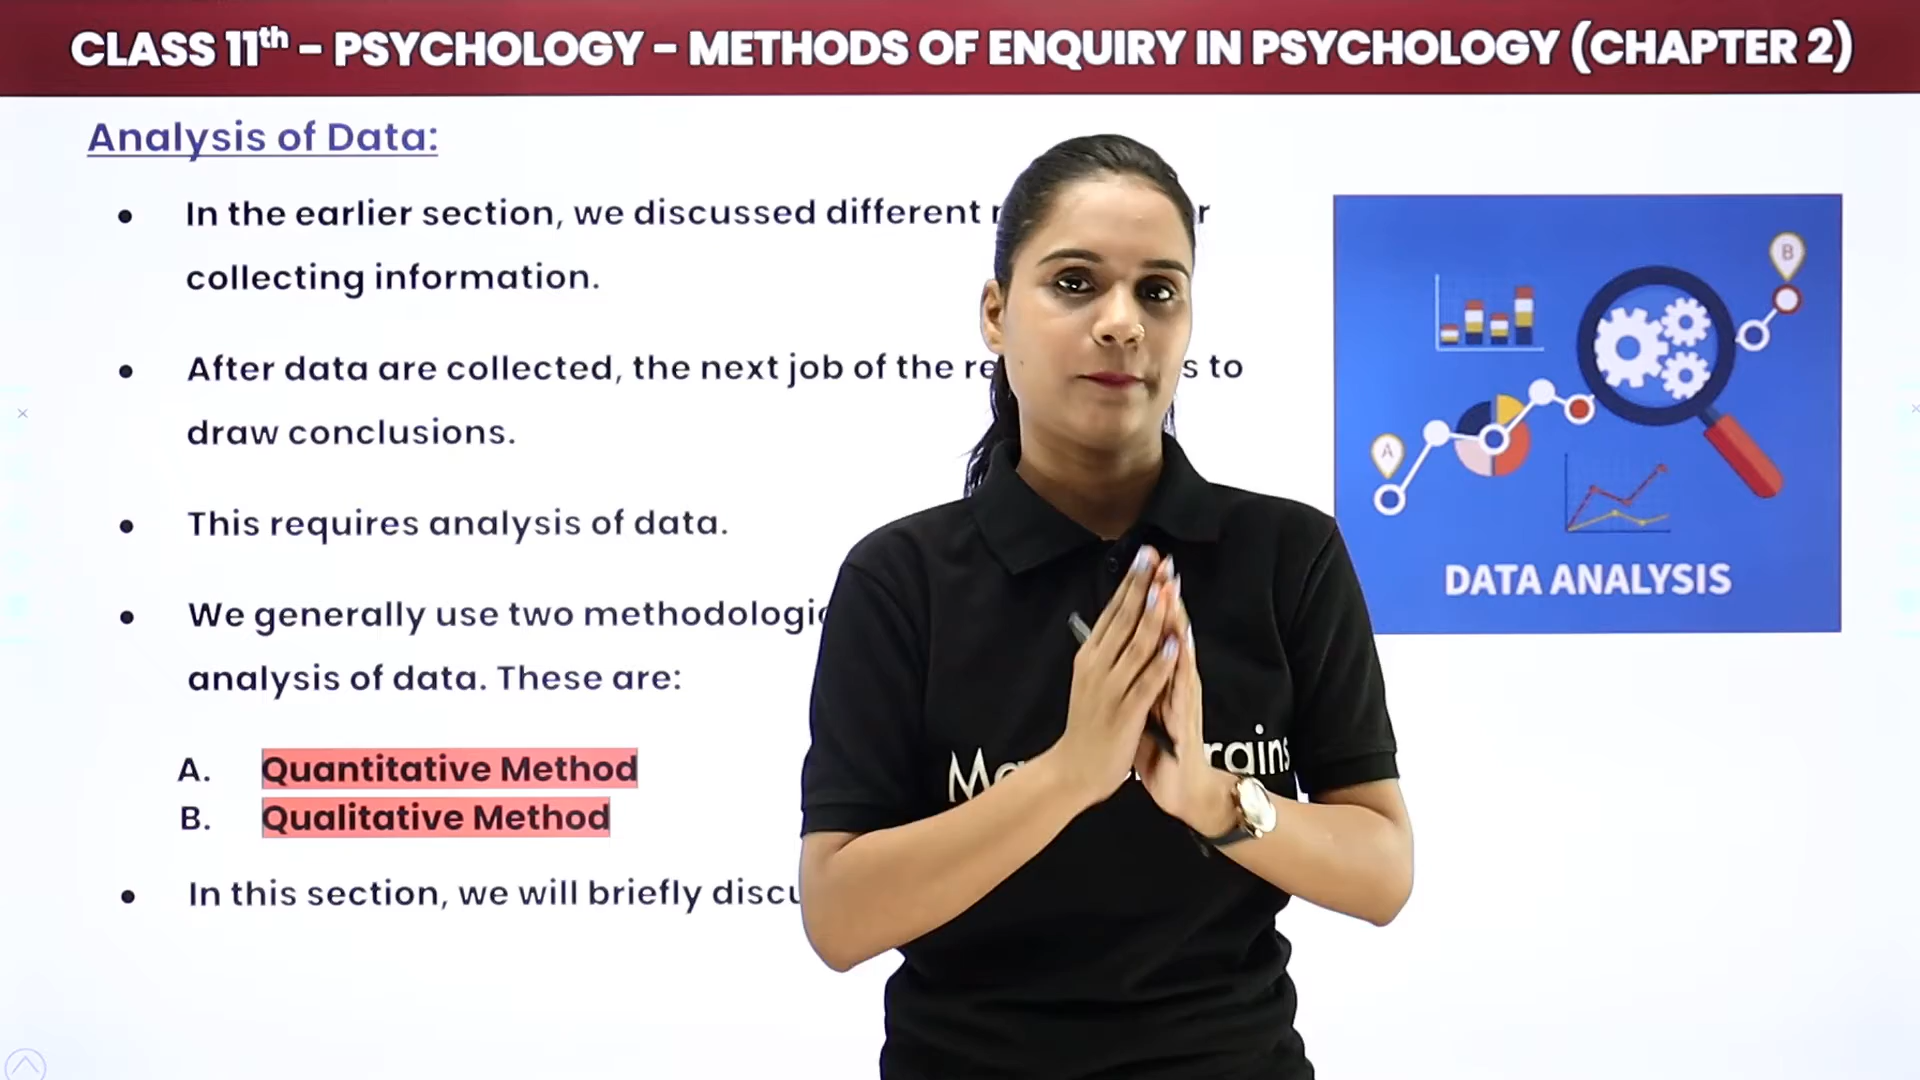 CLASS 11th – PSYCHOLOGY – METHODS OF ENQUIRY IN PSYCHOLOGY (CHAPTER 2)
Analysis of Data:
• In the earlier section, we discussed different
collecting information.
• After data are collected, the next job of the to
draw conclusions.
• This requires analysis of data.
• We generally use two
analysis of data. These are:
A. Quantitative Method
B. Qualitative Method
• In this section, we will briefly
B
A
DATA ANALYSIS